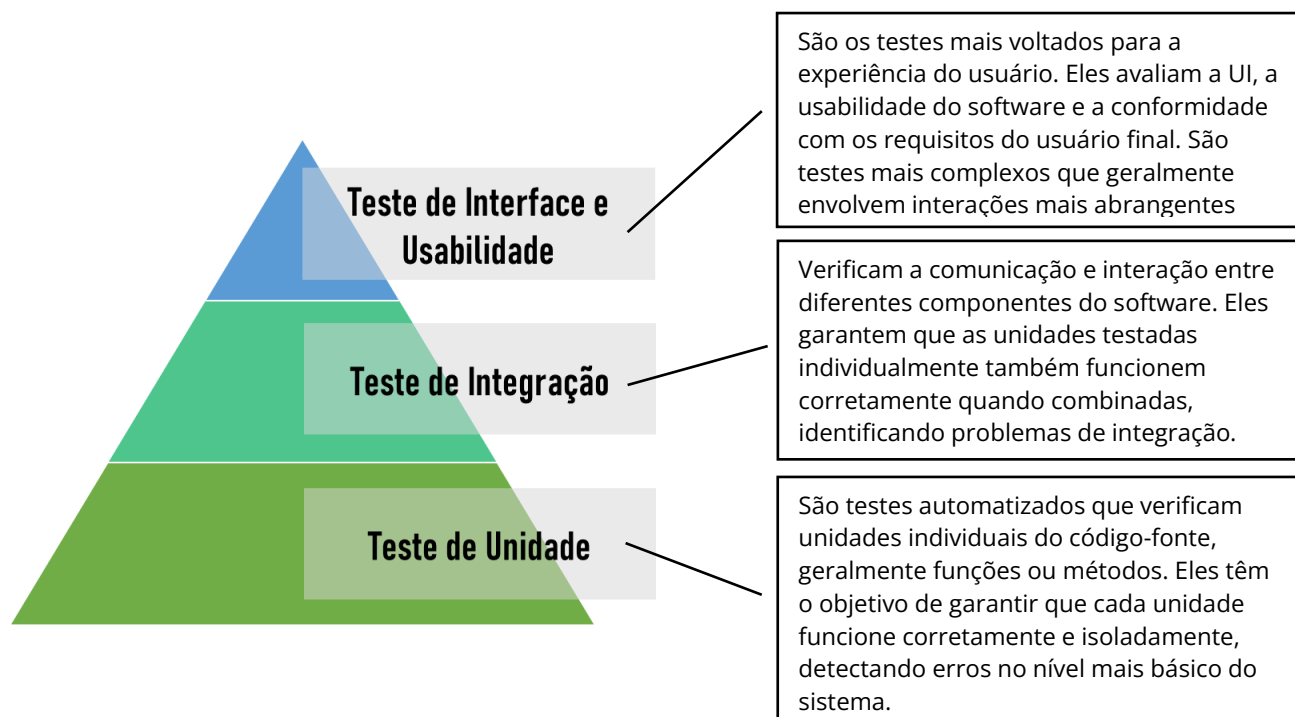 São os testes mais voltados para a
experiência do usuário. Eles avaliam a UI, a
usabilidade do software e a conformidade
com os requisitos do usuário final. São
testes mais complexos que geralmente
envolvem interações mais abrangentes
Teste de Interface e
Usabilidade
Verificam a comunicação e interação entre
diferentes componentes do software. Eles
garantem que as unidades testadas
individualmente também funcionem
corretamente quando combinadas,
identificando problemas de integração.
Teste de Integração
São testes automatizados que verificam
unidades individuais do código-fonte,
geralmente funções ou métodos. Eles têm
o objetivo de garantir que cada unidade
funcione corretamente e isoladamente,
detectando erros no nível mais básico do
sistema.
Teste de Unidade